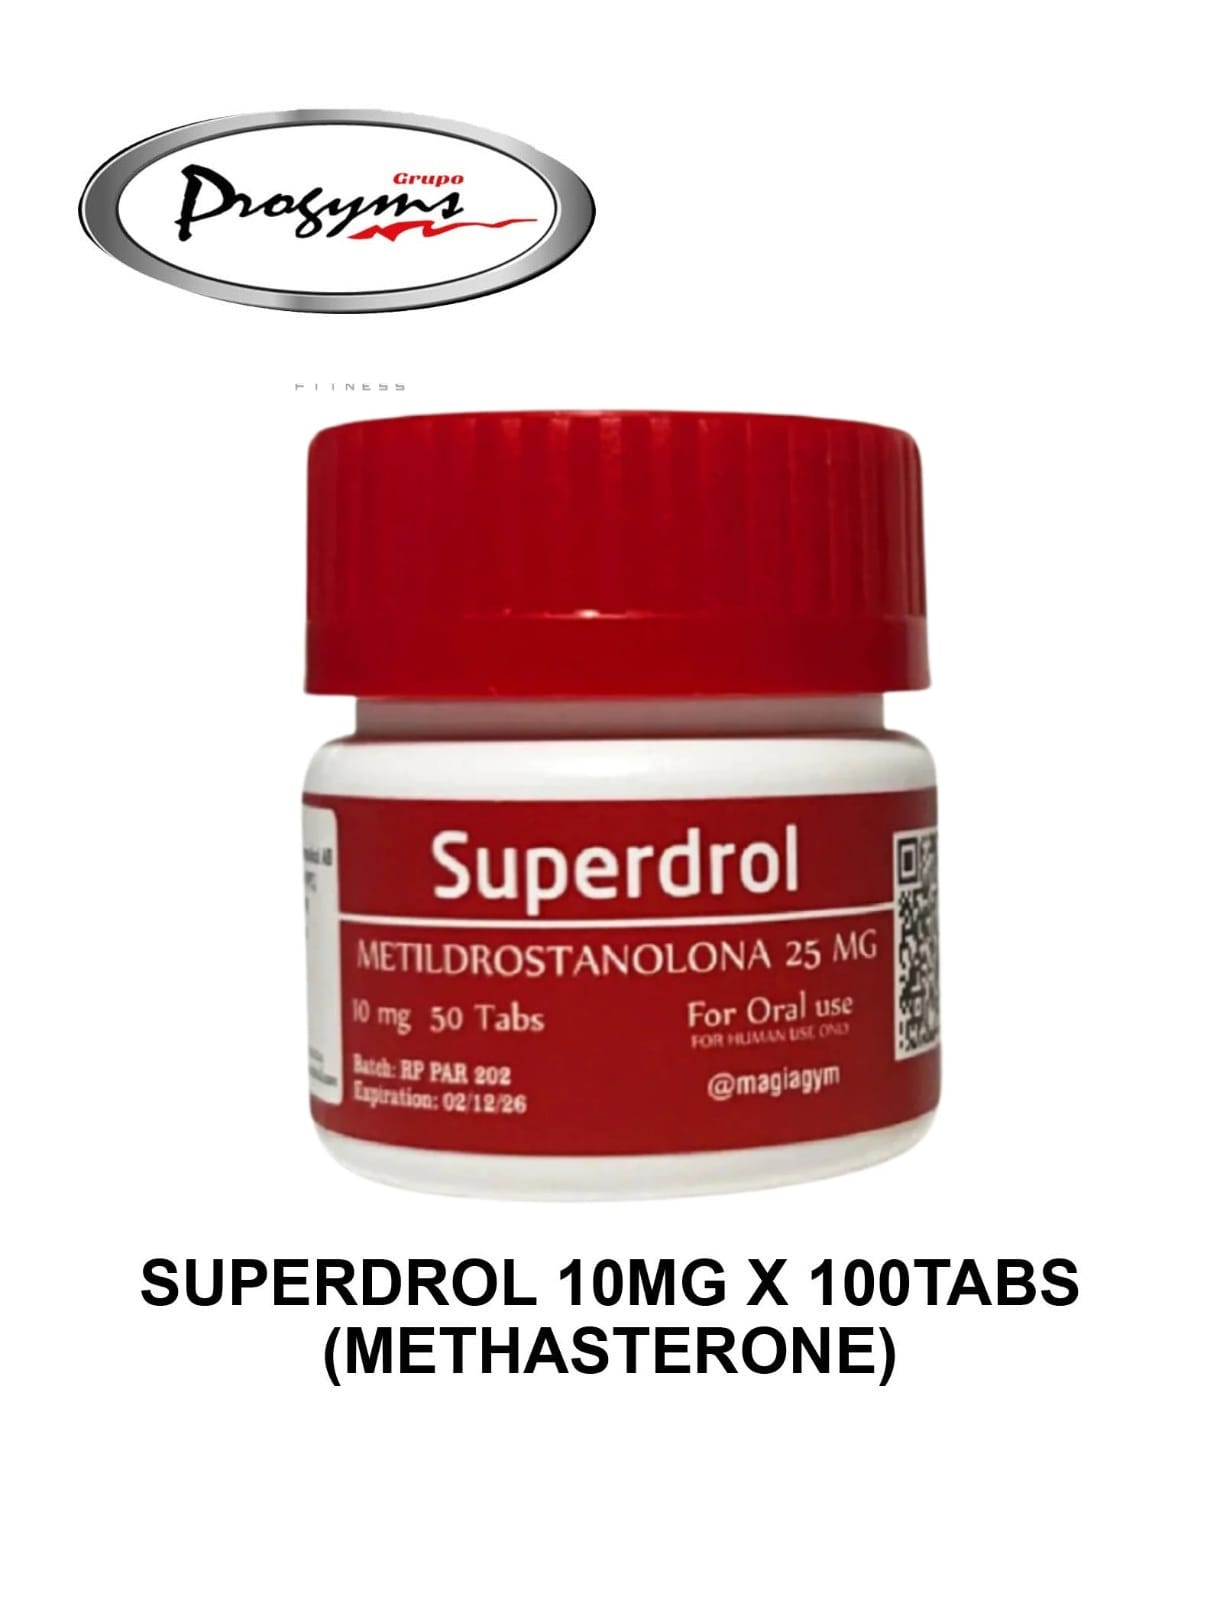 Grupo
Progyms
FITNESS
Superdrol
METILDROSTANOLONA 25 MG
10 mg 50 Tabs
For Oral use
FOR HUMAN USE ONLY
Batch: RP PAR 202
Expiration: 02/12/26
@magiagym
SUPERDROL 10MG X 100TABS
(METHASTERONE)